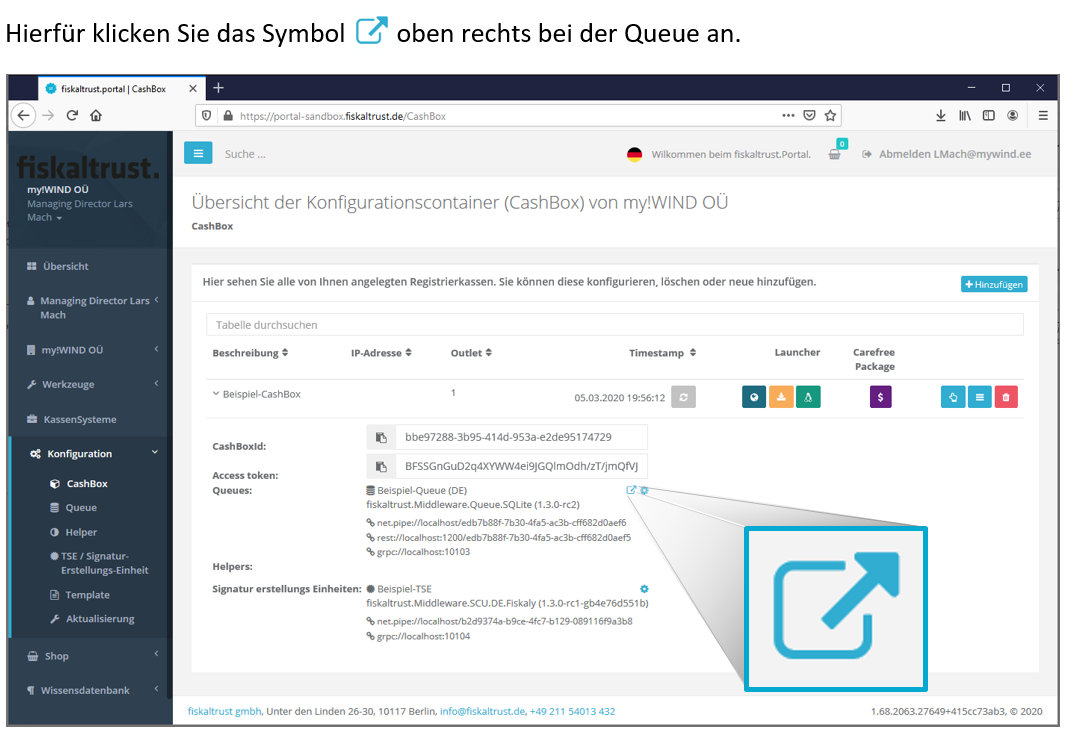 Hierfür klicken Sie das Symbol oben rechts bei der Queue an.
fiskaltrust.portal | CashBox
https://portal-sandbox.fiskaltrust.de/CashBox
fiskaltrust.
my!WIND OÜ
Managing Director Lars
Mach
Suche ...
Wilkommen beim fiskaltrust.Portal.
0
Abmelden LMach@mywind.ee
Übersicht der Konfigurationscontainer (CashBox) von my!WIND OÜ
CashBox
Übersicht
Managing Director Lars
Mach
my!WIND OÜ
Werkzeuge
KassenSysteme
Konfiguration
CashBox
Queue
Helper
TSE / Signatur-
Erstellungs-Einheit
Template
Aktualisierung
Shop
Wissensdatenbank
Hier sehen Sie alle von Ihnen angelegten Registrierkassen. Sie können diese konfigurieren, löschen oder neue hinzufügen.
Hinzufügen
Tabelle durchsuchen
Beschreibung IP-Adresse Outlet Timestamp Launcher Carefree
Package
Beispiel-CashBox 1 05.03.2020 19:56:12 $
CashBoxId: bbe97288-3b95-414d-953a-e2de95174729
Access token: BFSSGnGuD2q4XYWW4ei9JGQlmOdh/zT/jmQfVJ
Queues: Beispiel-Queue (DE)
fiskaltrust.Middleware.Queue.SQLite (1.3.0-rc2)
net.pipe://localhost/edb7b88f-7b30-4fa5-ac3b-cff682d0aef6
rest://localhost:1200/edb7b88f-7b30-4fa5-ac3b-cff682d0aef5
grpc://localhost:10103
Helpers:
Signatur erstellungs Einheiten: Beispiel-TSE
fiskaltrust.Middleware.SCU.DE.Fiskaly (1.3.0-rc1-gb4e76d551b)
net.pipe://localhost/b2d9374a-b9ce-4fc7-b129-089116f9a3b8
grpc://localhost:10104
fiskaltrust gmbh, Unter den Linden 26-30, 10117 Berlin, info@fiskaltrust.de, +49 211 54013 432
1.68.2063.27649+415cc73ab3, © 2020